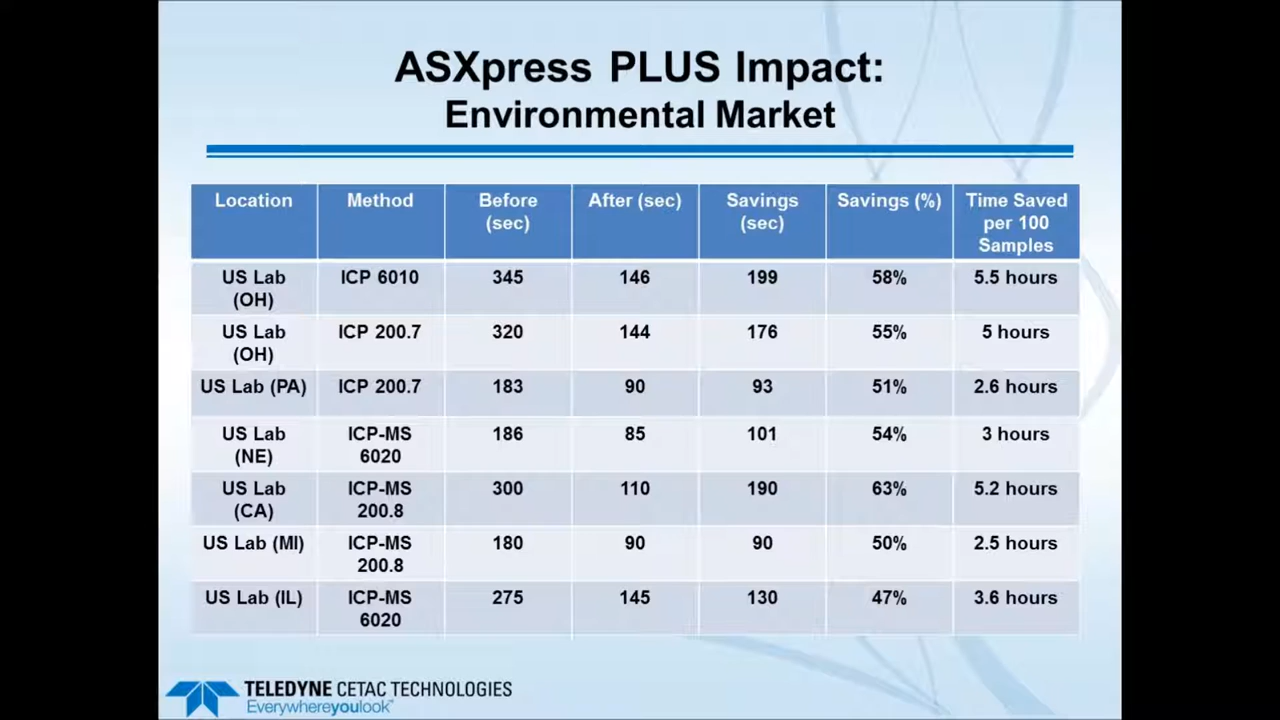 ASXpress PLUS Impact:
Environmental Market
Location Method Before (sec) After (sec) Savings (sec) Savings (%) Time Saved per 100 Samples
US Lab (OH) ICP 6010 345 146 199 58% 5.5 hours
US Lab (OH) ICP 200.7 320 144 176 55% 5 hours
US Lab (PA) ICP 200.7 183 90 93 51% 2.6 hours
US Lab (NE) ICP-MS 6020 186 85 101 54% 3 hours
US Lab (CA) ICP-MS 200.8 300 110 190 63% 5.2 hours
US Lab (MI) ICP-MS 200.8 180 90 90 50% 2.5 hours
US Lab (IL) ICP-MS 6020 275 145 130 47% 3.6 hours
TELEDYNE CETAC TECHNOLOGIES
Everywhereyoulook™